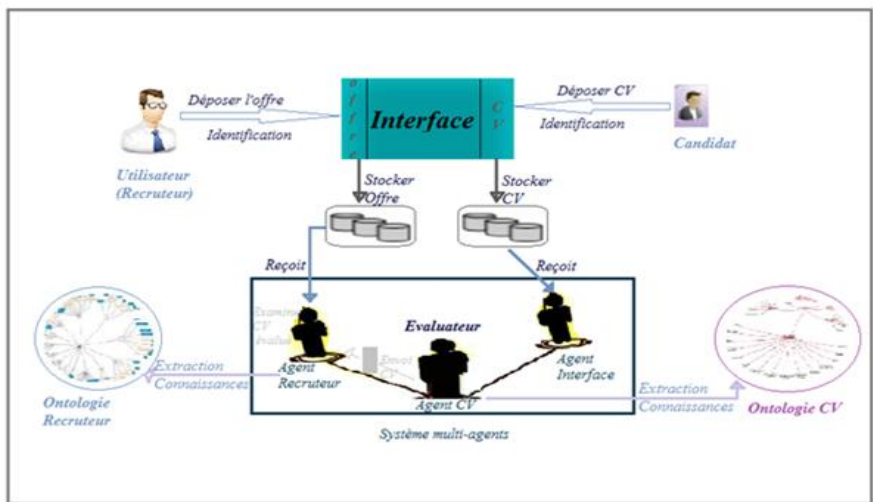 Déposer l'offre
Identification
Utilisateur
(Recruteur)
offre
Interface
CV
Déposer CV
Identification
Candidat
Stocker
Offre
Stocker
CV
Reçoit
Reçoit
Evaluateur
Agent
Recruteur
Agent CV
Agent
Interface
Extraction
Connaissances
Ontologie
Recruteur
Extraction
Connaissances
Ontologie CV
Système multi-agents